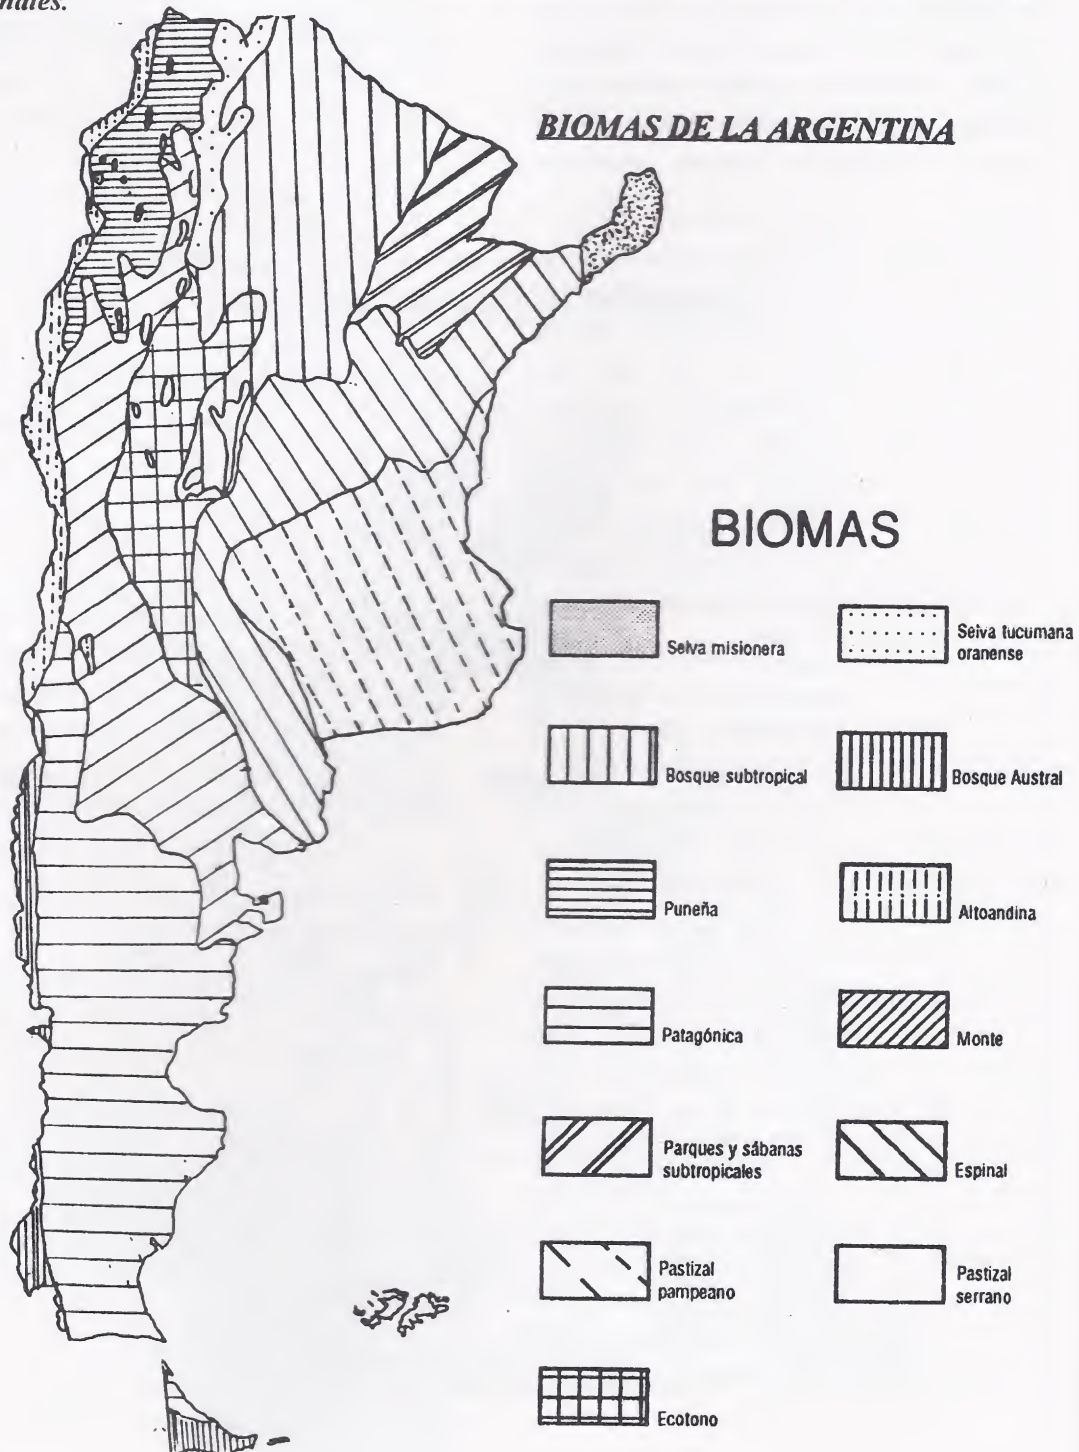 BIOMAS DE LA ARGENTINA
BIOMAS
Selva misionera
Selva tucumana
oranense
Bosque subtropical
Bosque Austral
Puneña
Altoandina
Patagónica
Monte
Parques y sábanas
subtropicales
Espinal
Pastizal
pampeano
Pastizal
serrano
Ecotono